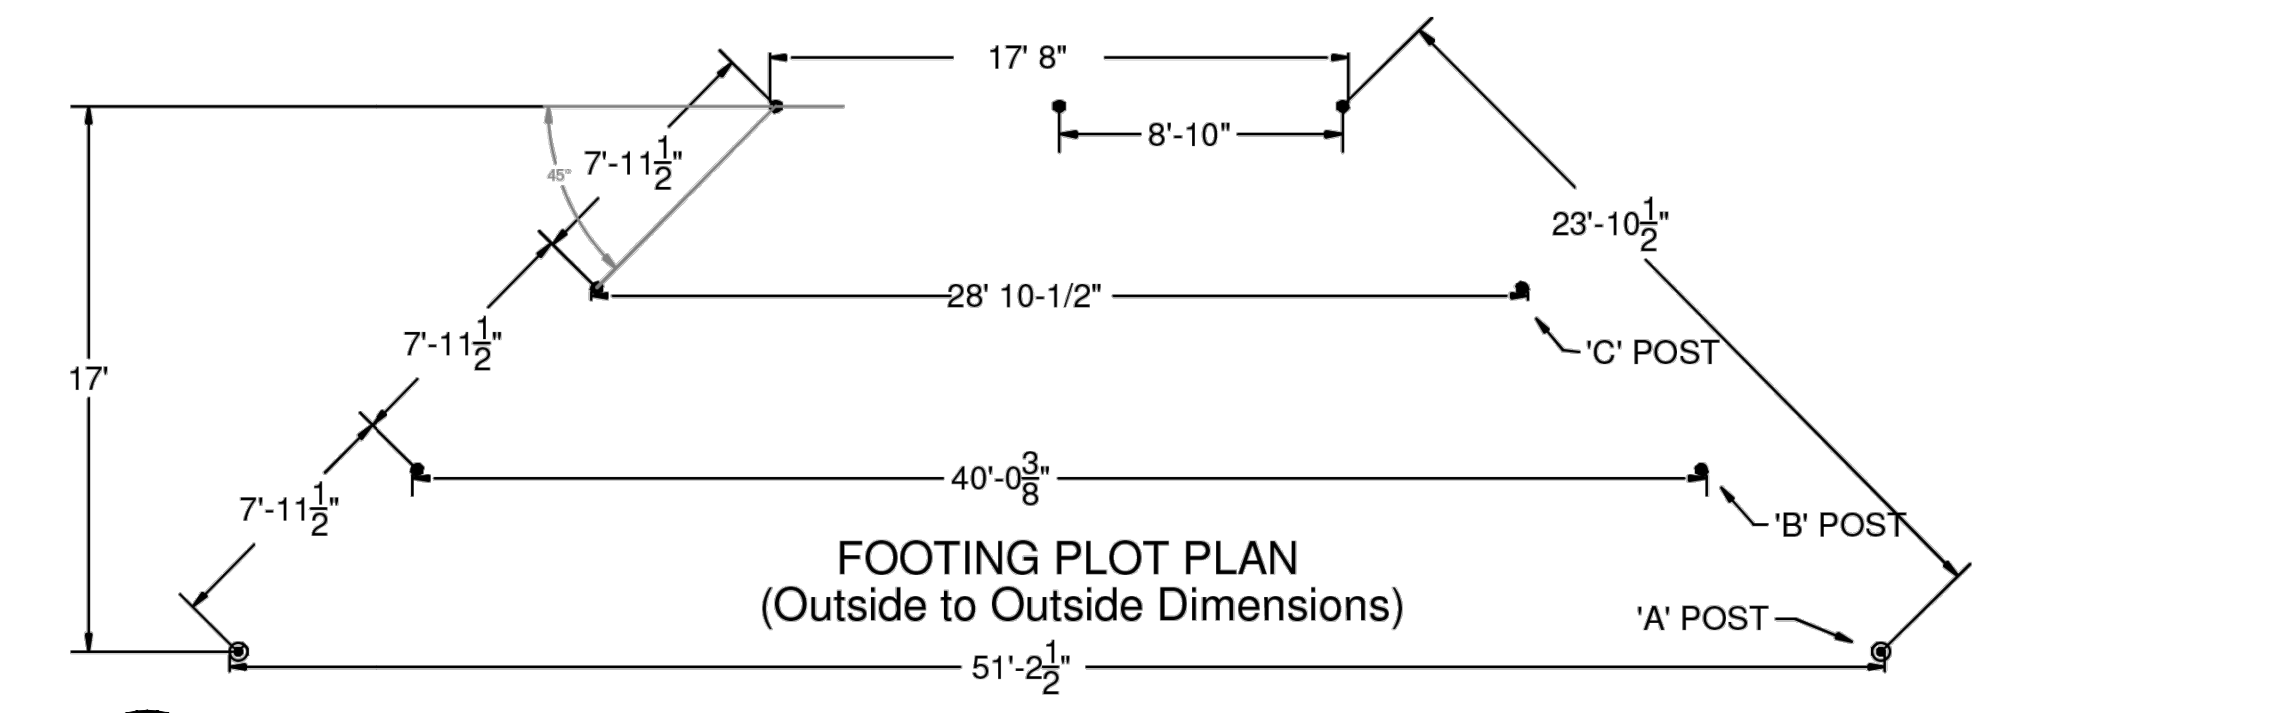 17' 8"
8'-10"
7'-11 1/2"
45°
23'-10 1/2"
28' 10-1/2"
7'-11 1/2"
'C' POST
17'
40'-0 3/8"
7'-11 1/2"
'B' POST
FOOTING PLOT PLAN
(Outside to Outside Dimensions)
'A' POST
51'-2 1/2"